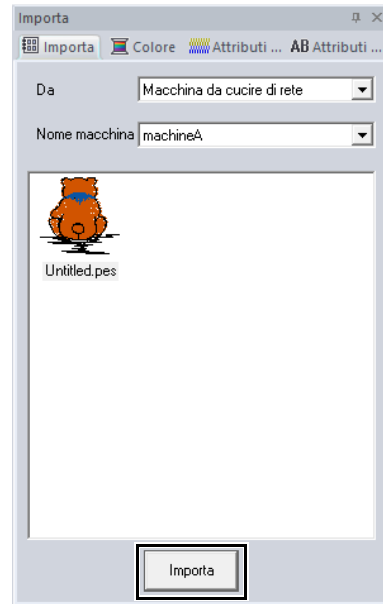 Importa
Importa Colore Attributi ... AB Attributi ...
Da Macchina da cucire di rete
Nome macchina machineA
Untitled.pes
Importa